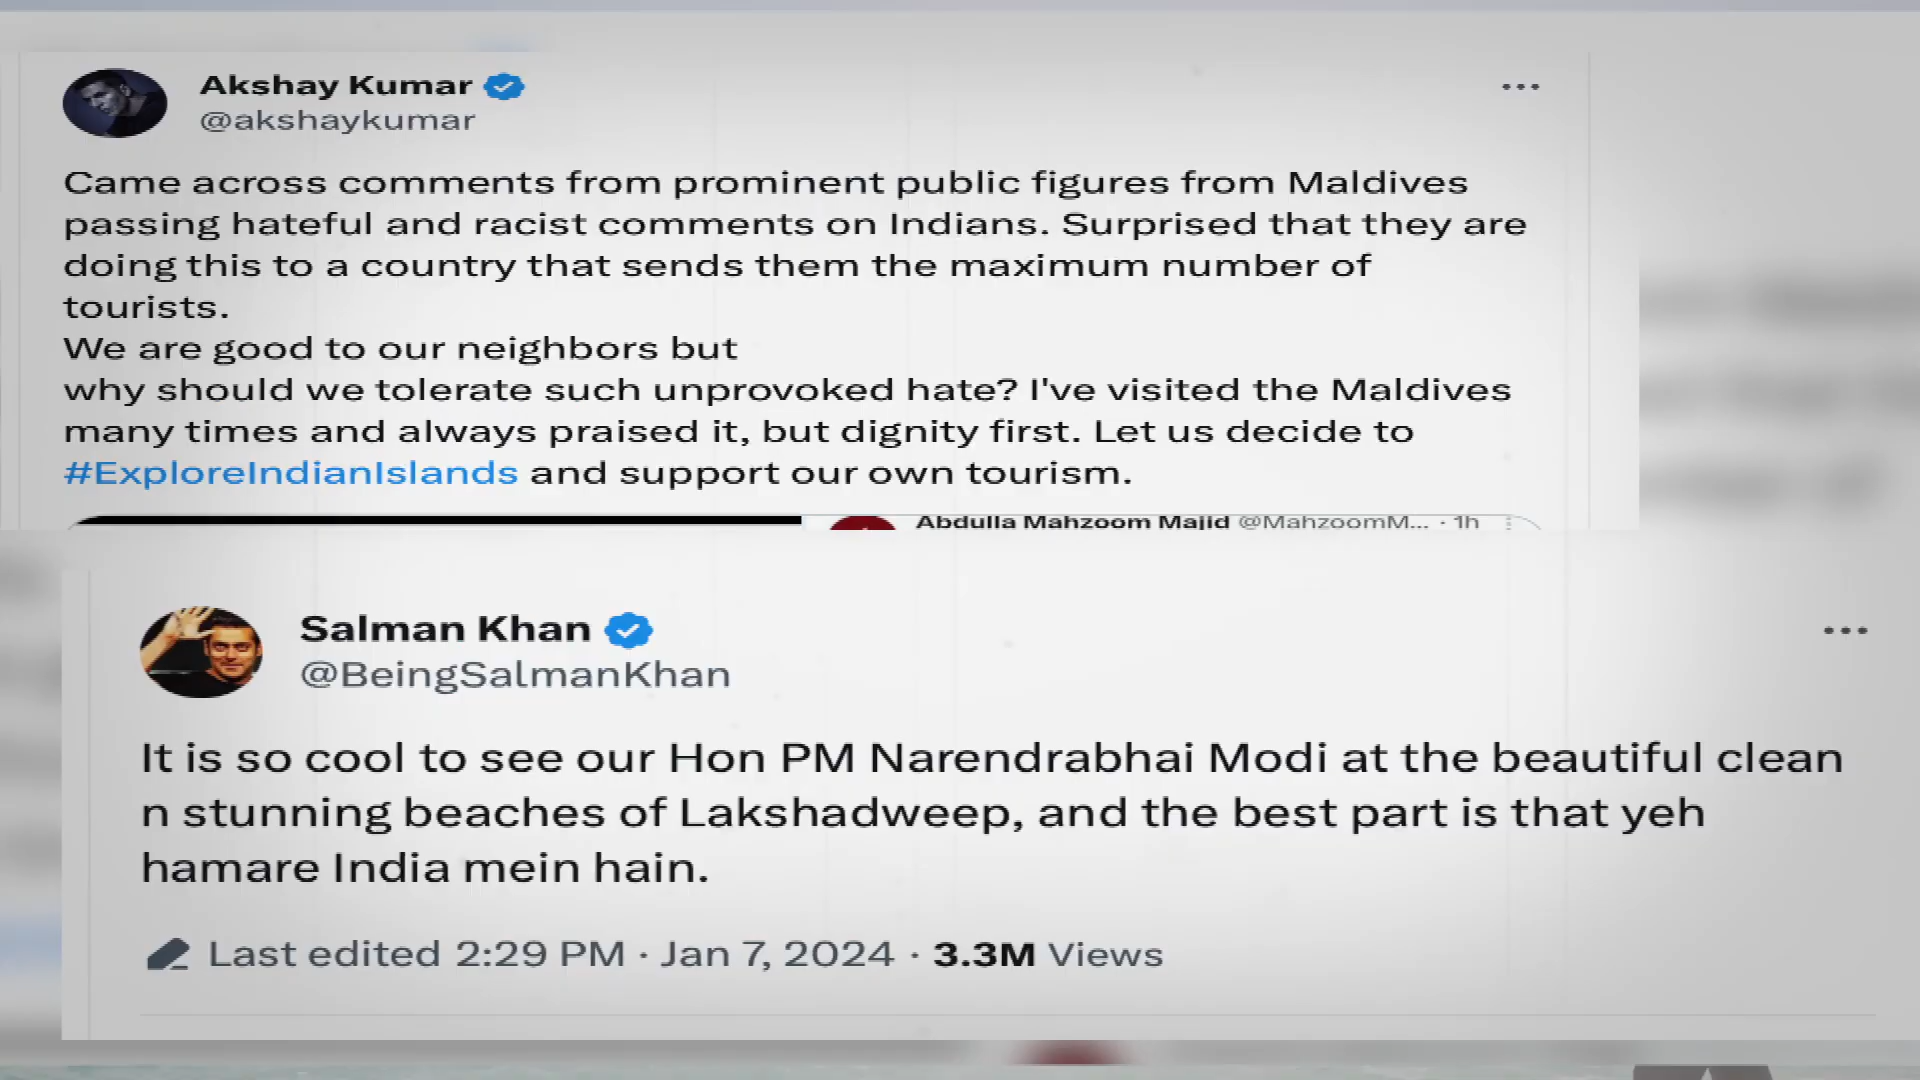 Akshay Kumar
@akshaykumar
Came across comments from prominent public figures from Maldives
passing hateful and racist comments on Indians. Surprised that they are
doing this to a country that sends them the maximum number of
tourists.
We are good to our neighbors but
why should we tolerate such unprovoked hate? I've visited the Maldives
many times and always praised it, but dignity first. Let us decide to
#ExploreIndianIslands and support our own tourism.
Abdulla Mahzoom Majid @MahzoomM... · 1h
Salman Khan
@BeingSalmanKhan
It is so cool to see our Hon PM Narendrabhai Modi at the beautiful clean
n stunning beaches of Lakshadweep, and the best part is that yeh
hamare India mein hain.
Last edited 2:29 PM · Jan 7, 2024 · 3.3M Views